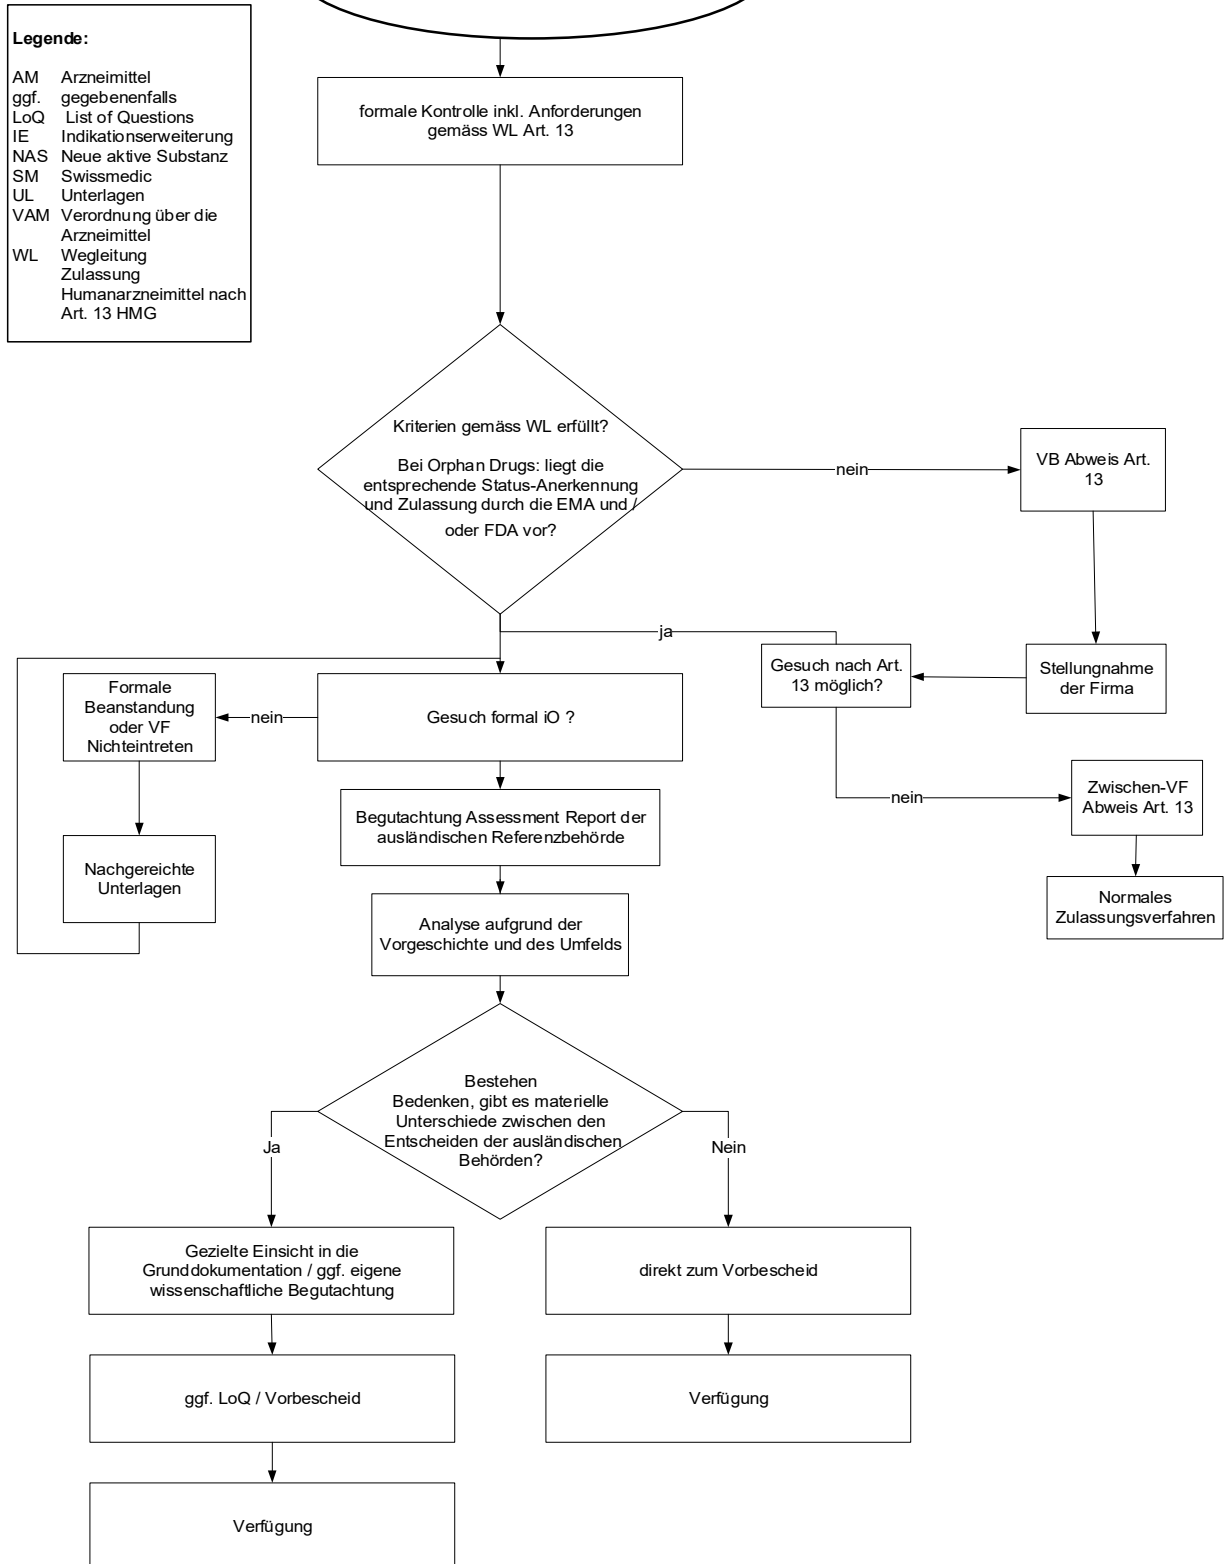 Legende:
AM Arzneimittel
ggf. gegebenenfalls
LoQ List of Questions
IE Indikationserweiterung
NAS Neue aktive Substanz
SM Swissmedic
UL Unterlagen
VAM Verordnung über die
Arzneimittel
WL Wegleitung
Zulassung
Humanarzneimittel nach
Art. 13 HMG
formale Kontrolle inkl. Anforderungen
gemäss WL Art. 13
Kriterien gemäss WL erfüllt?
Bei Orphan Drugs: liegt die
entsprechende Status-Anerkennung
und Zulassung durch die EMA und /
oder FDA vor?
nein
VB Abweis Art.
13
ja
Gesuch nach Art.
13 möglich?
Stellungnahme
der Firma
Formale
Beanstandung
oder VF
Nichteintreten
nein
Gesuch formal iO ?
nein
Zwischen-VF
Abweis Art. 13
Begutachtung Assessment Report der
ausländischen Referenzbehörde
Nachgereichte
Unterlagen
Normales
Zulassungsverfahren
Analyse aufgrund der
Vorgeschichte und des Umfelds
Bestehen
Bedenken, gibt es materielle
Unterschiede zwischen den
Entscheiden der ausländischen
Behörden?
Ja
Nein
Gezielte Einsicht in die
Grunddokumentation / ggf. eigene
wissenschaftliche Begutachtung
direkt zum Vorbescheid
ggf. LoQ / Vorbescheid
Verfügung
Verfügung